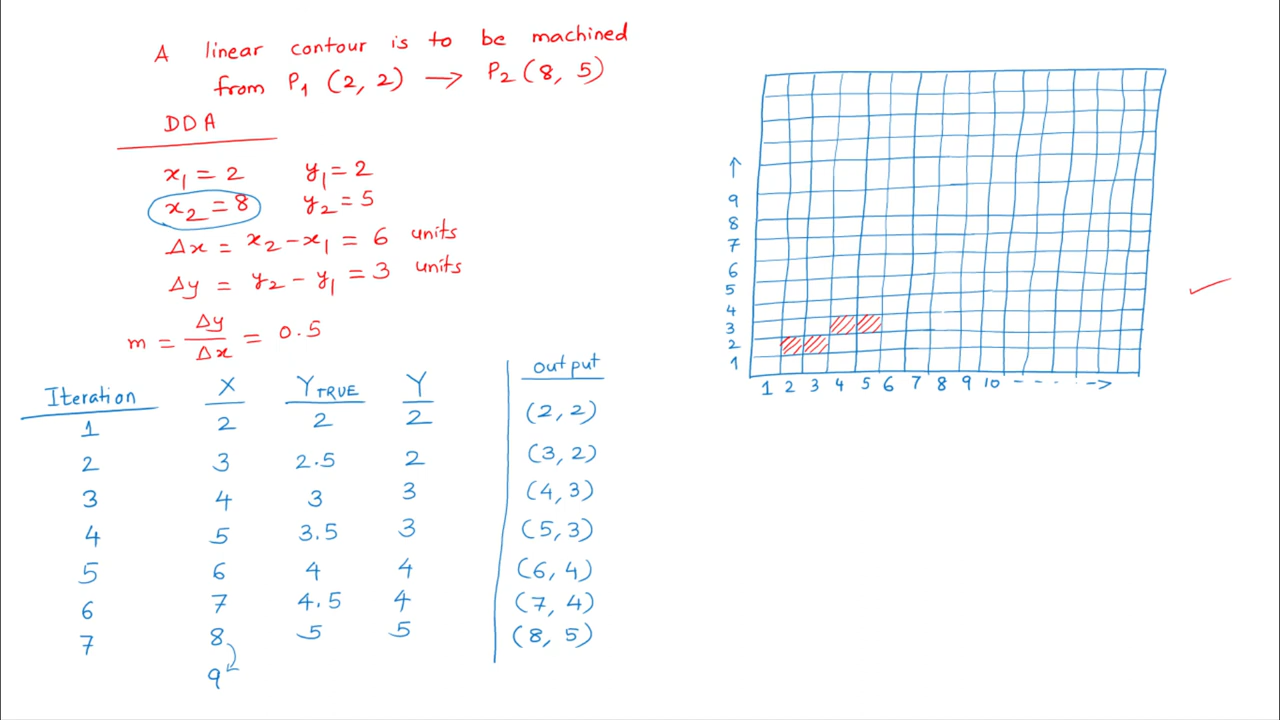 A linear contour is to be machined
from P₁ (2, 2) → P₂ (8, 5)
DDA
x₁ = 2 y₁ = 2
x₂ = 8 y₂ = 5
Δx = x₂ - x₁ = 6 units
Δy = y₂ - y₁ = 3 units
m = Δy/Δx = 0.5
Iteration X Y TRUE Y output
1 2 2 2 (2, 2)
2 3 2.5 2 (3, 2)
3 4 3 3 (4, 3)
4 5 3.5 3 (5, 3)
5 6 4 4 (6, 4)
6 7 4.5 4 (7, 4)
7 8 5 5 (8, 5)
9
↑
9
8
7
6
5
4
3
2
1
1 2 3 4 5 6 7 8 9 10 - - - - →